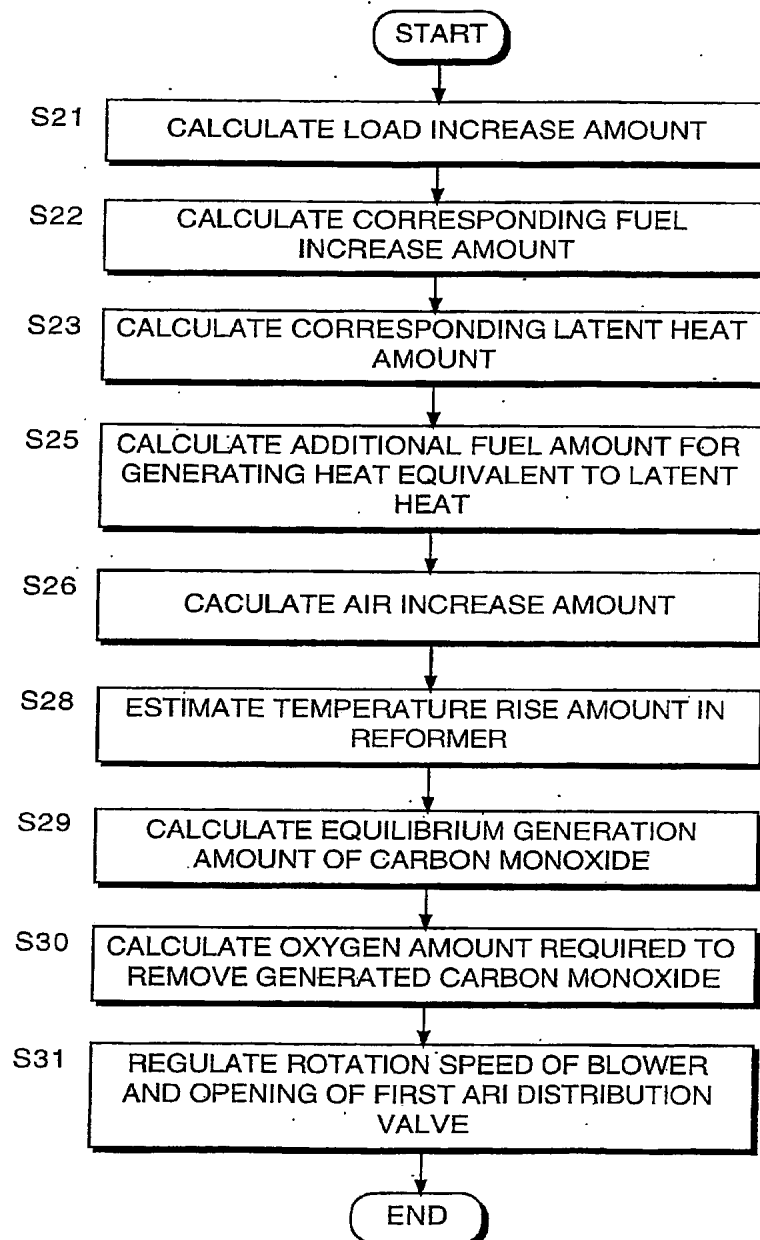 START
S21
CALCULATE LOAD INCREASE AMOUNT
S22
CALCULATE CORRESPONDING FUEL
INCREASE AMOUNT
S23
CALCULATE CORRESPONDING LATENT HEAT
AMOUNT
S25
CALCULATE ADDITIONAL FUEL AMOUNT FOR
GENERATING HEAT EQUIVALENT TO LATENT
HEAT
S26
CACULATE AIR INCREASE AMOUNT
S28
ESTIMATE TEMPERATURE RISE AMOUNT IN
REFORMER
S29
CALCULATE EQUILIBRIUM GENERATION
AMOUNT OF CARBON MONOXIDE
S30
CALCULATE OXYGEN AMOUNT REQUIRED TO
REMOVE GENERATED CARBON MONOXIDE
S31
REGULATE ROTATION SPEED OF BLOWER
AND OPENING OF FIRST ARI DISTRIBUTION
VALVE
END